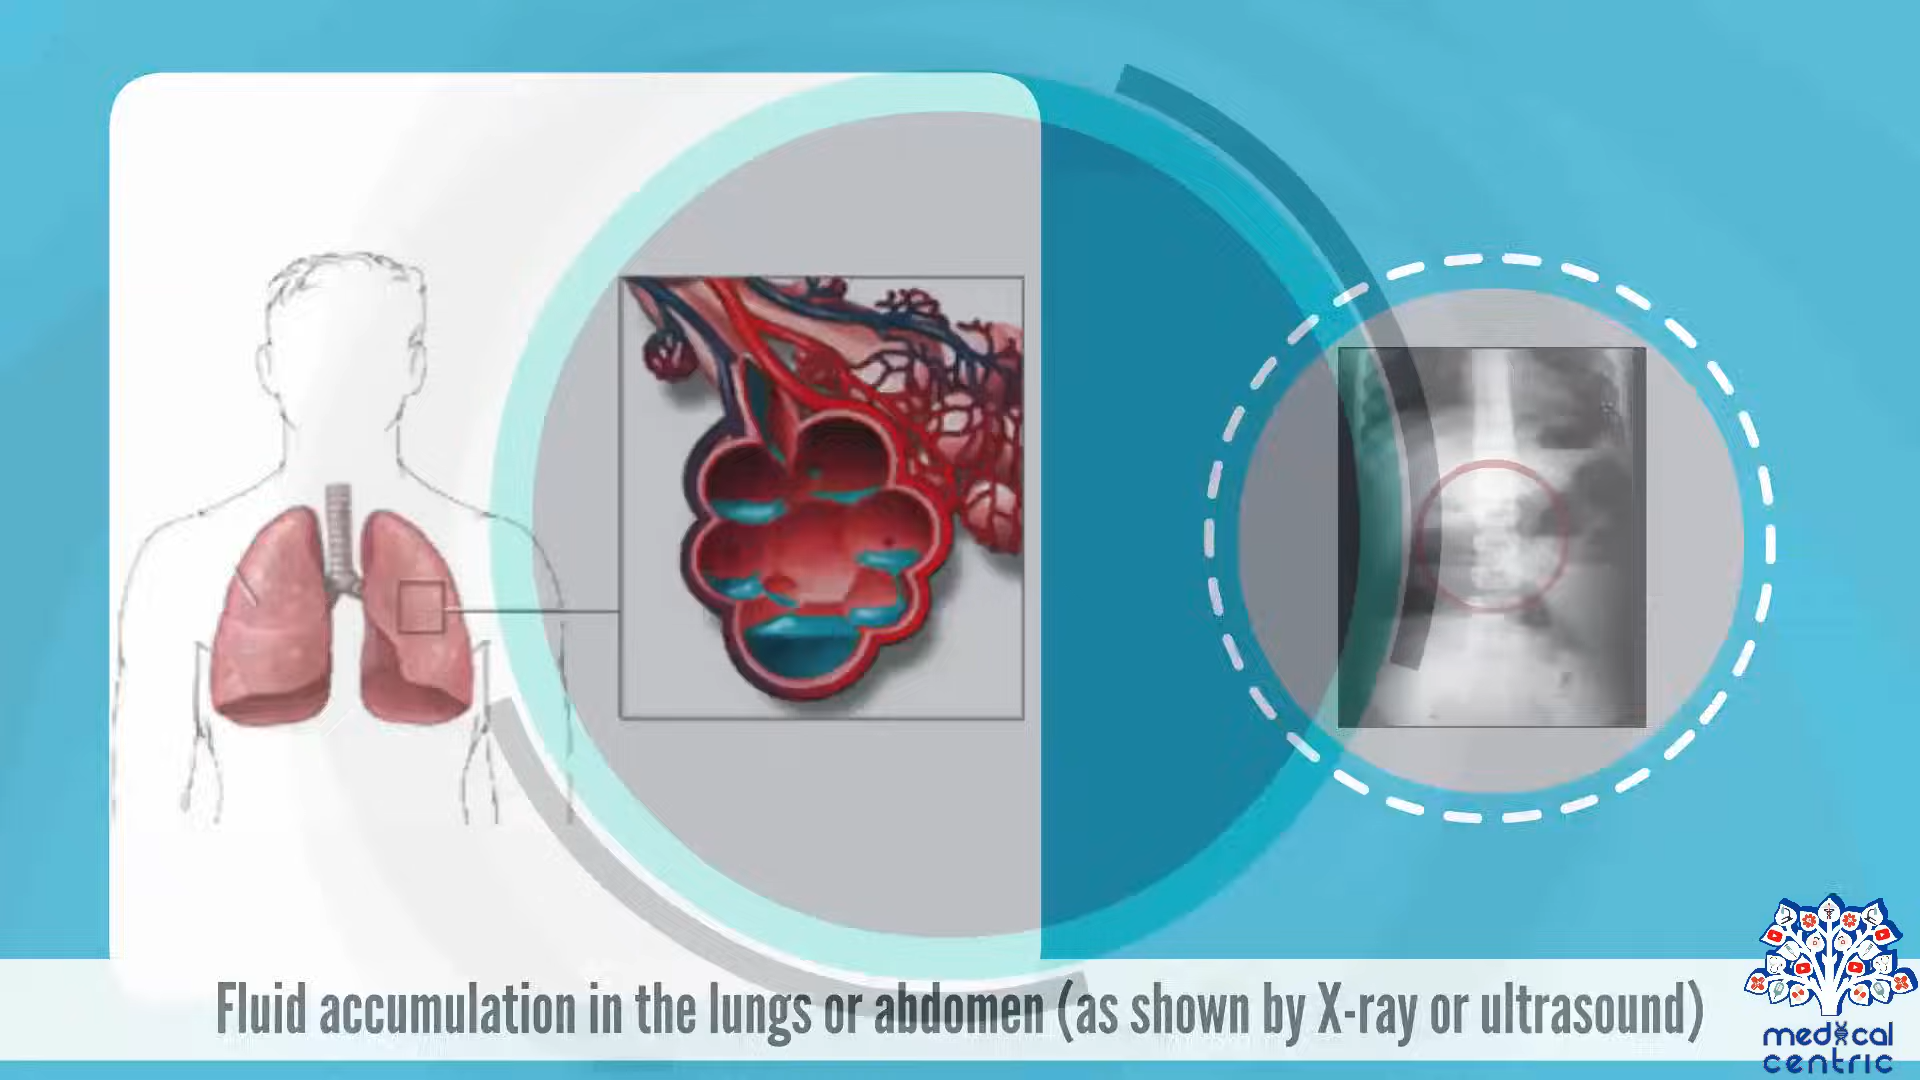 Fluid accumulation in the lungs or abdomen (as shown by X-ray or ultrasound)
medical
centric